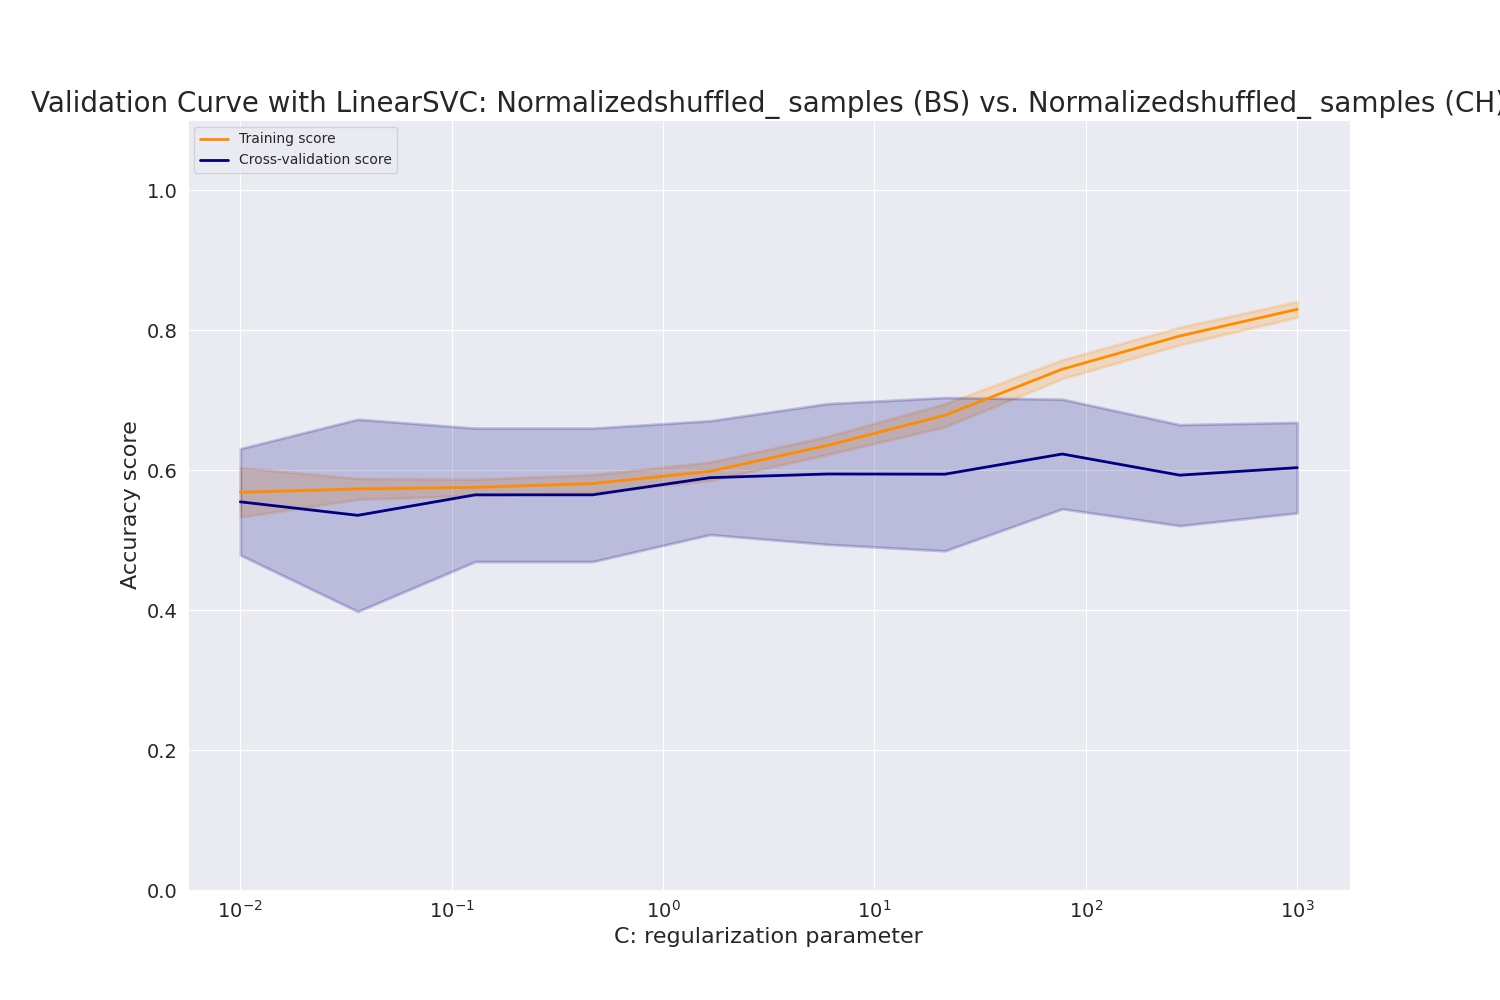 Validation Curve with LinearSVC: Normalizedshuffled_ samples (BS) vs. Normalizedshuffled_ samples (CH)
Training score
Cross-validation score
1.0
0.8
0.6
0.4
0.2
0.0
Accuracy score
10⁻² 10⁻¹ 10⁰ 10¹ 10² 10³
C: regularization parameter